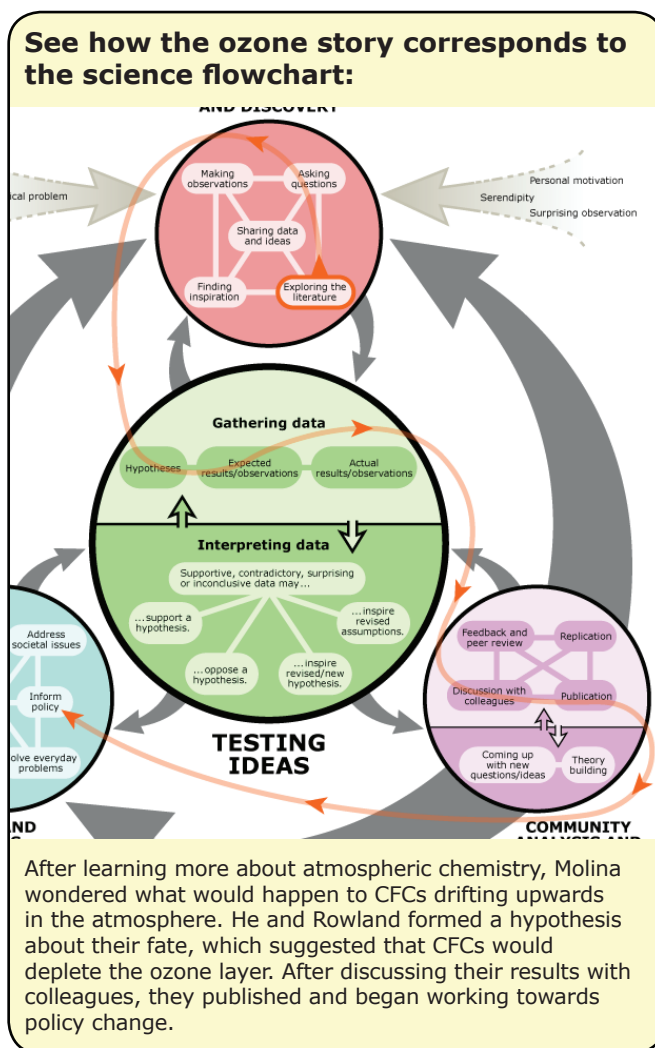 See how the ozone story corresponds to
the science flowchart:
AND DISCOVERY
Making
observations
Asking
questions
Sharing data
and ideas
Finding
inspiration
Exploring the
literature
ical problem
Personal motivation
Serendipity
Surprising observation
Gathering data
Hypotheses
Expected
results/observations
Actual
results/observations
Interpreting data
Supportive, contradictory, surprising
or inconclusive data may...
...support a
hypothesis.
...oppose a
hypothesis.
...inspire
revised/new
hypothesis.
...inspire
revised
assumptions.
TESTING
IDEAS
Address
societal issues
Inform
policy
olve everyday
problems
AND
Feedback and
peer review
Replication
Discussion with
colleagues
Publication
Coming up
with new
questions/ideas
Theory
building
COMMUNITY
ANALYSIS AND
After learning more about atmospheric chemistry, Molina
wondered what would happen to CFCs drifting upwards
in the atmosphere. He and Rowland formed a hypothesis
about their fate, which suggested that CFCs would
deplete the ozone layer. After discussing their results with
colleagues, they published and began working towards
policy change.